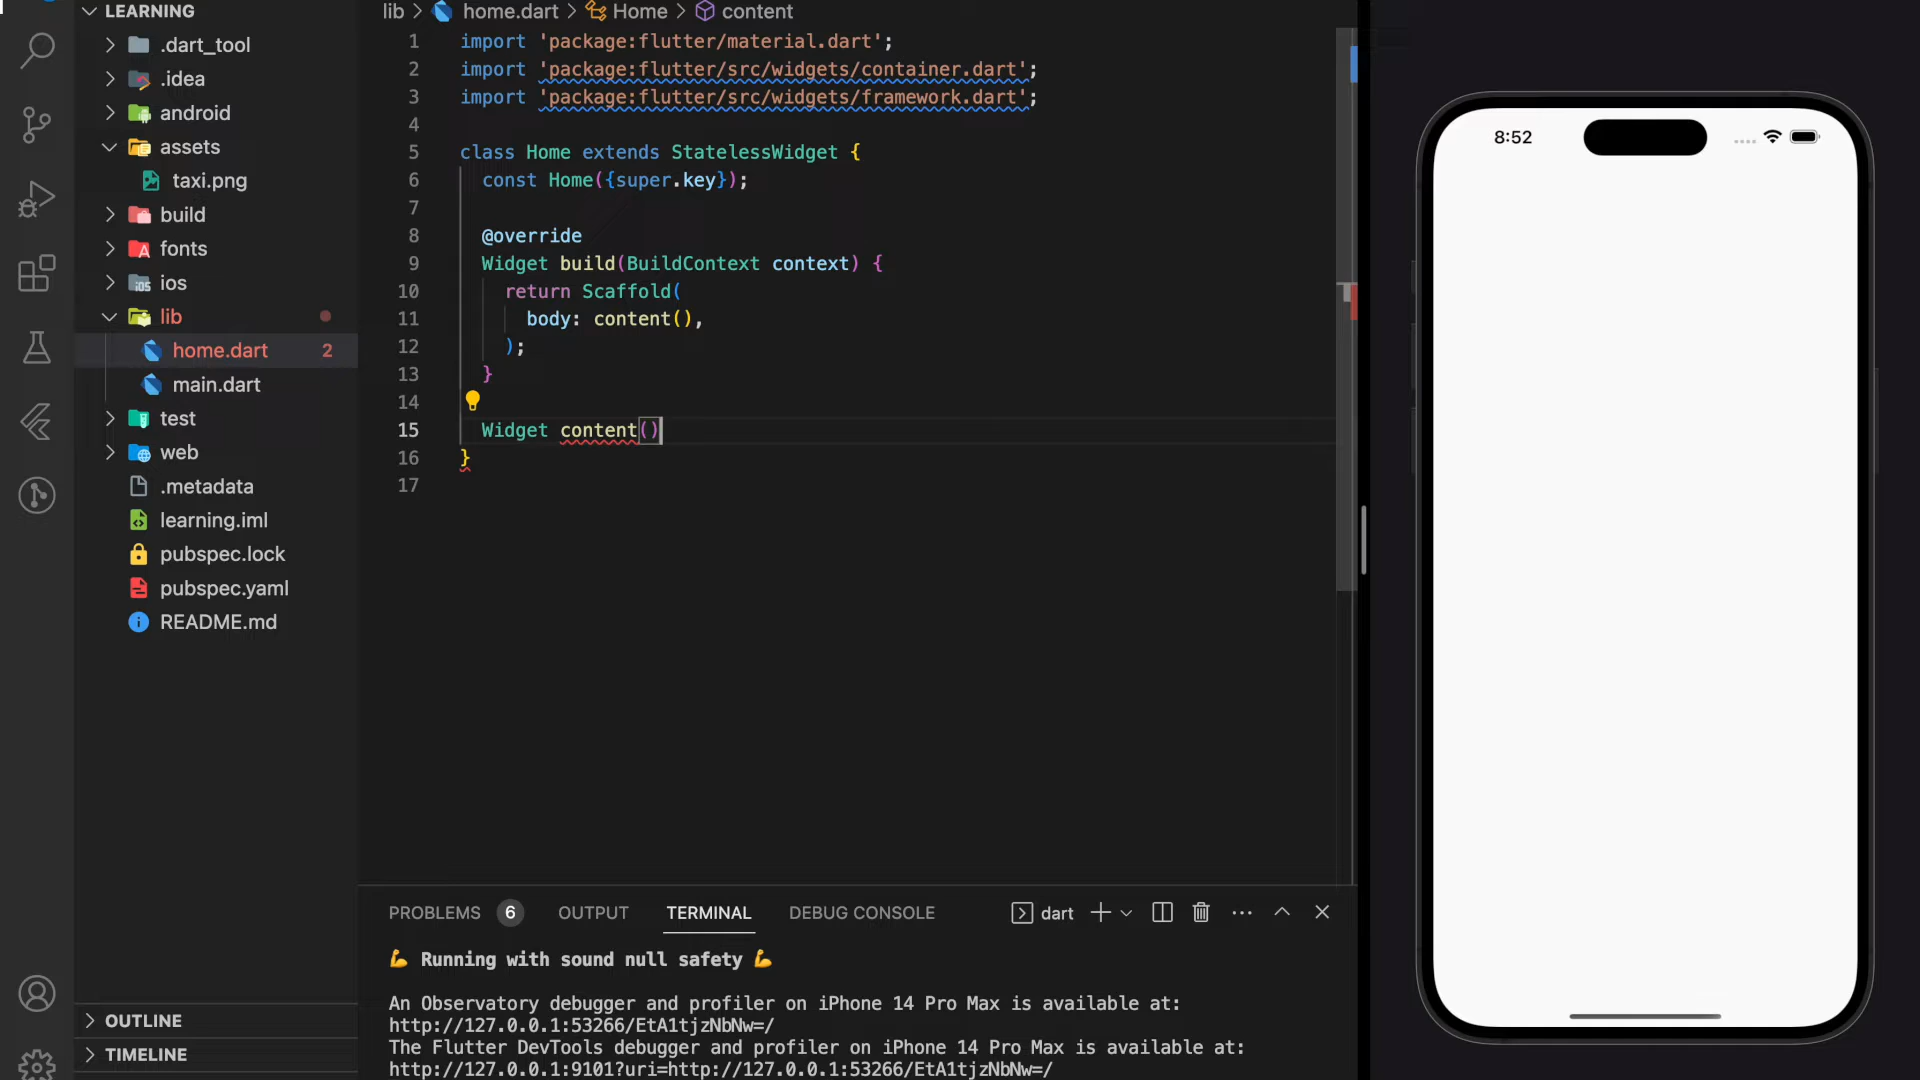 LEARNING
.dart_tool
.idea
android
assets
taxi.png
build
fonts
ios
lib
home.dart 2
main.dart
test
web
.metadata
learning.iml
pubspec.lock
pubspec.yaml
README.md
OUTLINE
TIMELINE
lib > home.dart > Home > content
1 import 'package:flutter/material.dart';
2 import 'package:flutter/src/widgets/container.dart';
3 import 'package:flutter/src/widgets/framework.dart';
4
5 class Home extends StatelessWidget {
6 const Home({super.key});
7
8 @override
9 Widget build(BuildContext context) {
10 return Scaffold(
11 body: content(),
12 );
13 }
14
15 Widget content()
16 }
17
PROBLEMS 6 OUTPUT TERMINAL DEBUG CONSOLE dart
💪 Running with sound null safety 💪
An Observatory debugger and profiler on iPhone 14 Pro Max is available at:
http://127.0.0.1:53266/EtA1tjzNbNw=/
The Flutter DevTools debugger and profiler on iPhone 14 Pro Max is available at:
http://127.0.0.1:9101?uri=http://127.0.0.1:53266/EtA1tjzNbNw=/
8:52